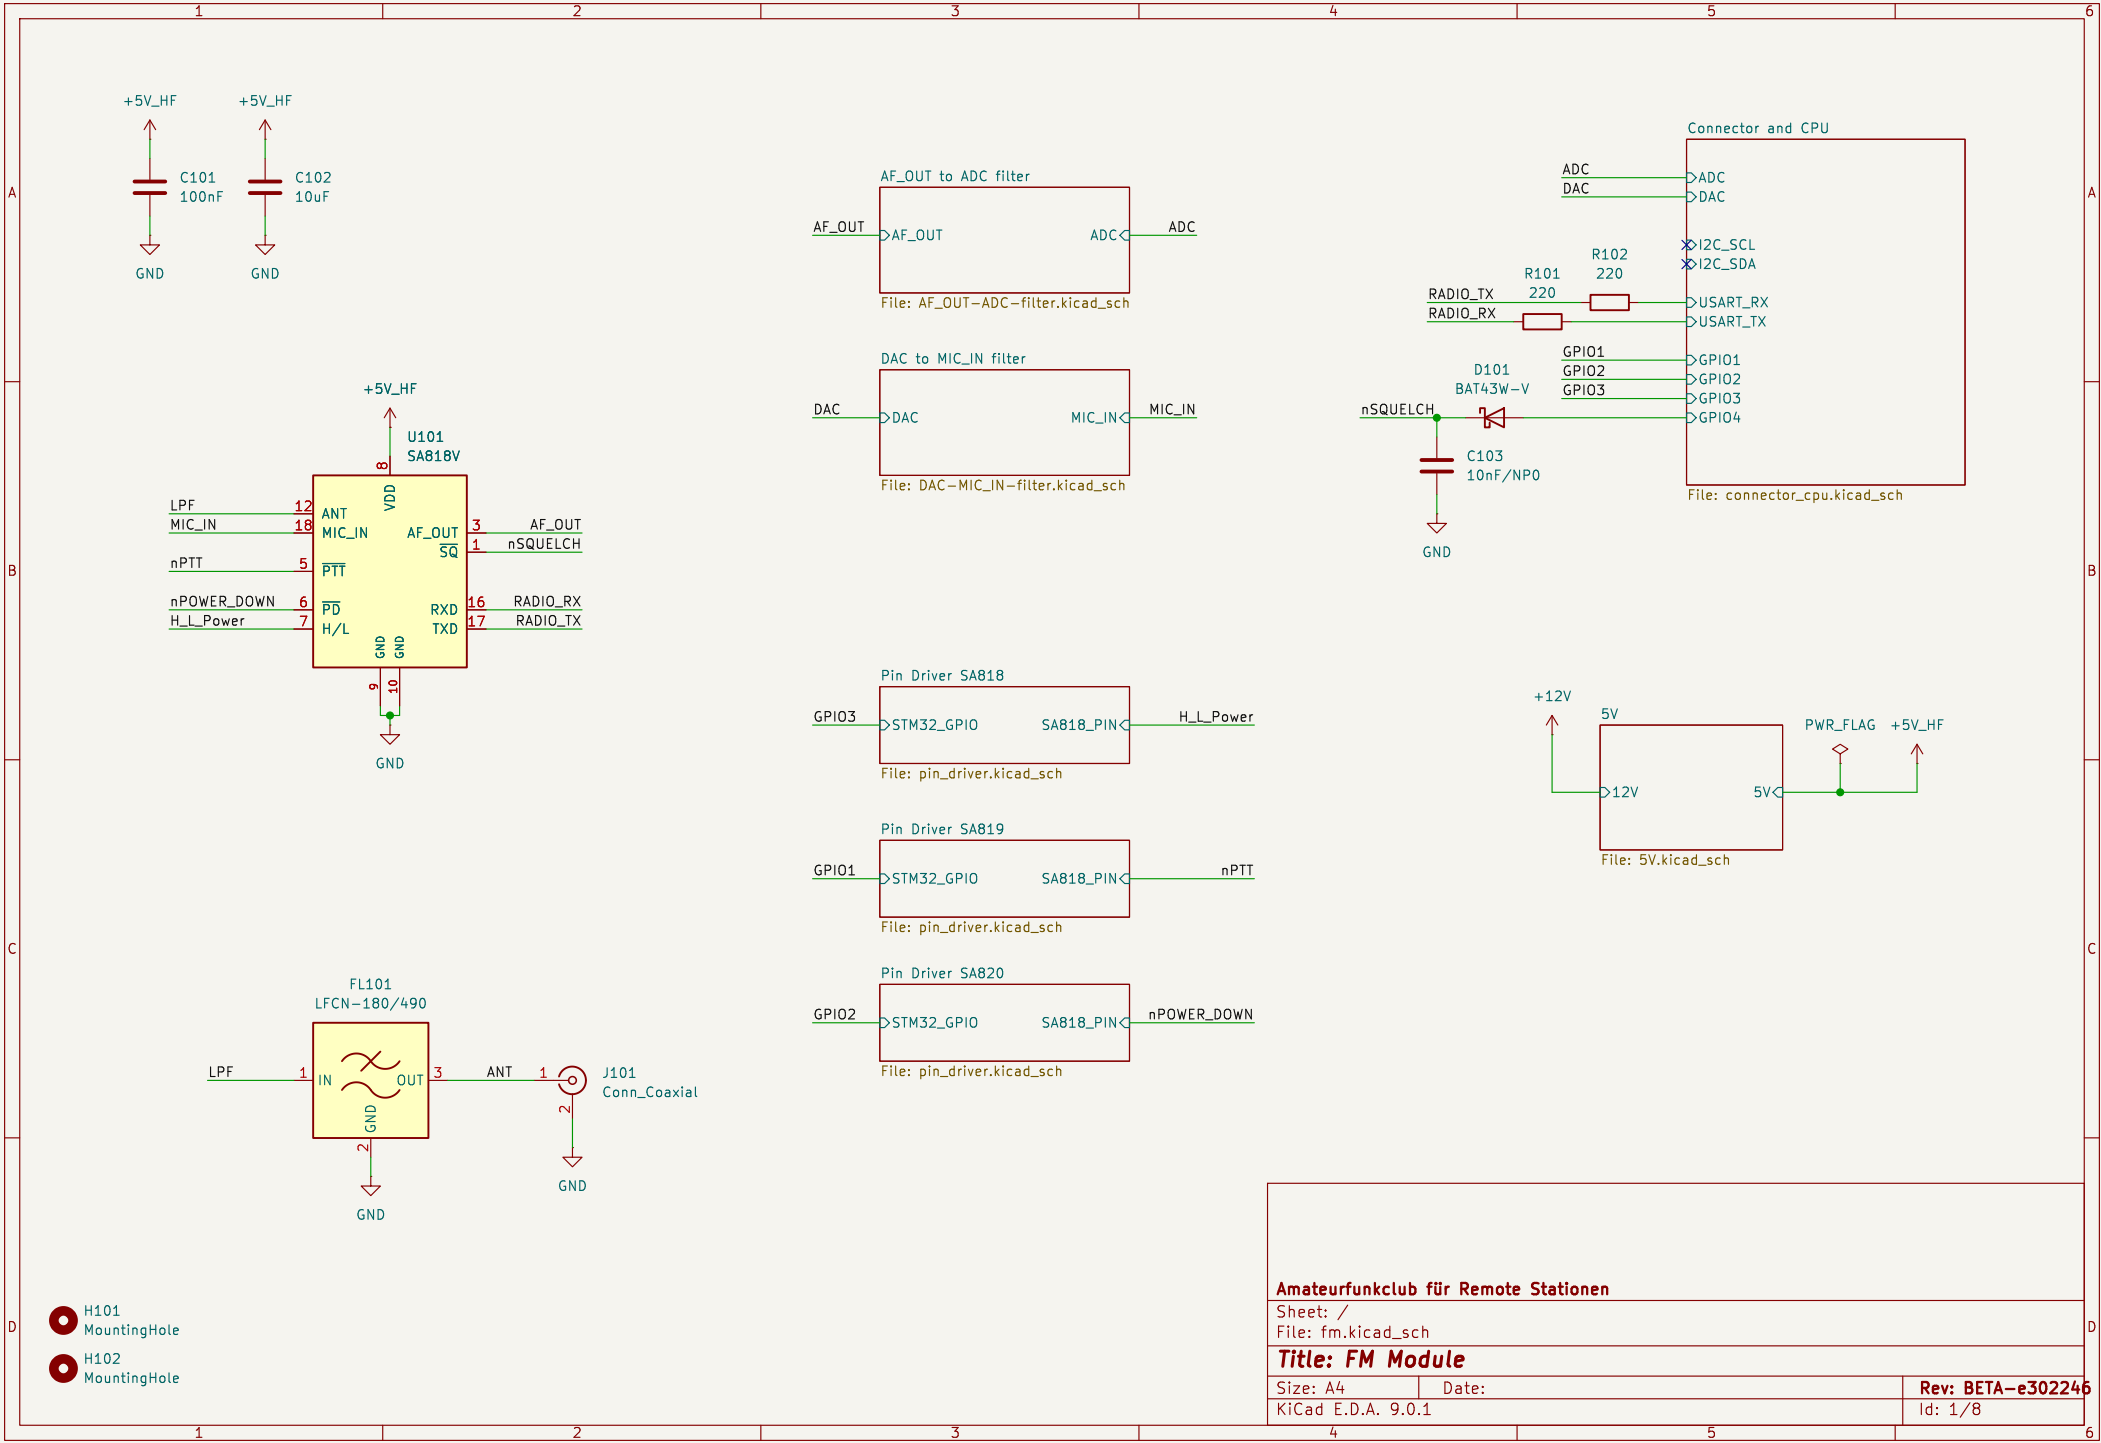 1 2 3 4 5 6
A
B
C
D
+5V_HF
C101
100nF
GND
+5V_HF
C102
10uF
GND
+5V_HF
U101
SA818V
8
VDD
LPF
12
ANT
MIC_IN
18
MIC_IN
nPTT
5
PTT
nPOWER_DOWN
6
PD
H_L_Power
7
H/L
AF_OUT
3
AF_OUT
SQ
1
nSQUELCH
RXD
16
RADIO_RX
TXD
17
RADIO_TX
GND
GND
9
10
GND
FL101
LFCN-180/490
LPF
1
IN
OUT
3
GND
2
GND
ANT
1
J101
Conn_Coaxial
2
GND
H101
MountingHole
H102
MountingHole
AF_OUT to ADC filter
AF_OUT
AF_OUT
ADC
ADC
File: AF_OUT-ADC-filter.kicad_sch
DAC to MIC_IN filter
DAC
DAC
MIC_IN
MIC_IN
File: DAC-MIC_IN-filter.kicad_sch
Pin Driver SA818
GPIO3
STM32_GPIO
SA818_PIN
H_L_Power
File: pin_driver.kicad_sch
Pin Driver SA819
GPIO1
STM32_GPIO
SA818_PIN
nPTT
File: pin_driver.kicad_sch
Pin Driver SA820
GPIO2
STM32_GPIO
SA818_PIN
nPOWER_DOWN
File: pin_driver.kicad_sch
Connector and CPU
ADC
ADC
DAC
DAC
I2C_SCL
I2C_SDA
R102
220
R101
220
RADIO_TX
USART_RX
RADIO_RX
USART_TX
GPIO1
GPIO1
GPIO2
GPIO2
GPIO3
GPIO3
D101
BAT43W-V
nSQUELCH
GPIO4
C103
10nF/NP0
GND
File: connector_cpu.kicad_sch
+12V
5V
12V
5V
PWR_FLAG
+5V_HF
File: 5V.kicad_sch
Amateurfunkclub für Remote Stationen
Sheet: /
File: fm.kicad_sch
Title: FM Module
Size: A4
Date:
Rev: BETA-e302246
KiCad E.D.A. 9.0.1
Id: 1/8
A
B
C
D
1 2 3 4 5 6